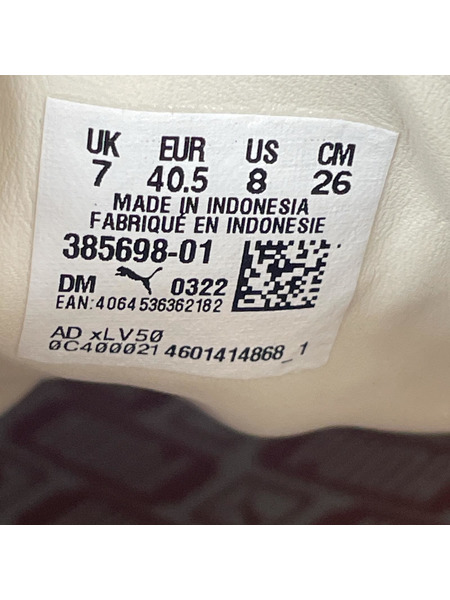 UK EUR US CM
7 40.5 8 26
MADE IN INDONESIA
FABRIQUÉ EN INDONESIE
385698-01
DM 0322
EAN:4064536362182
AD xLV50
0C400021 4601414868_1